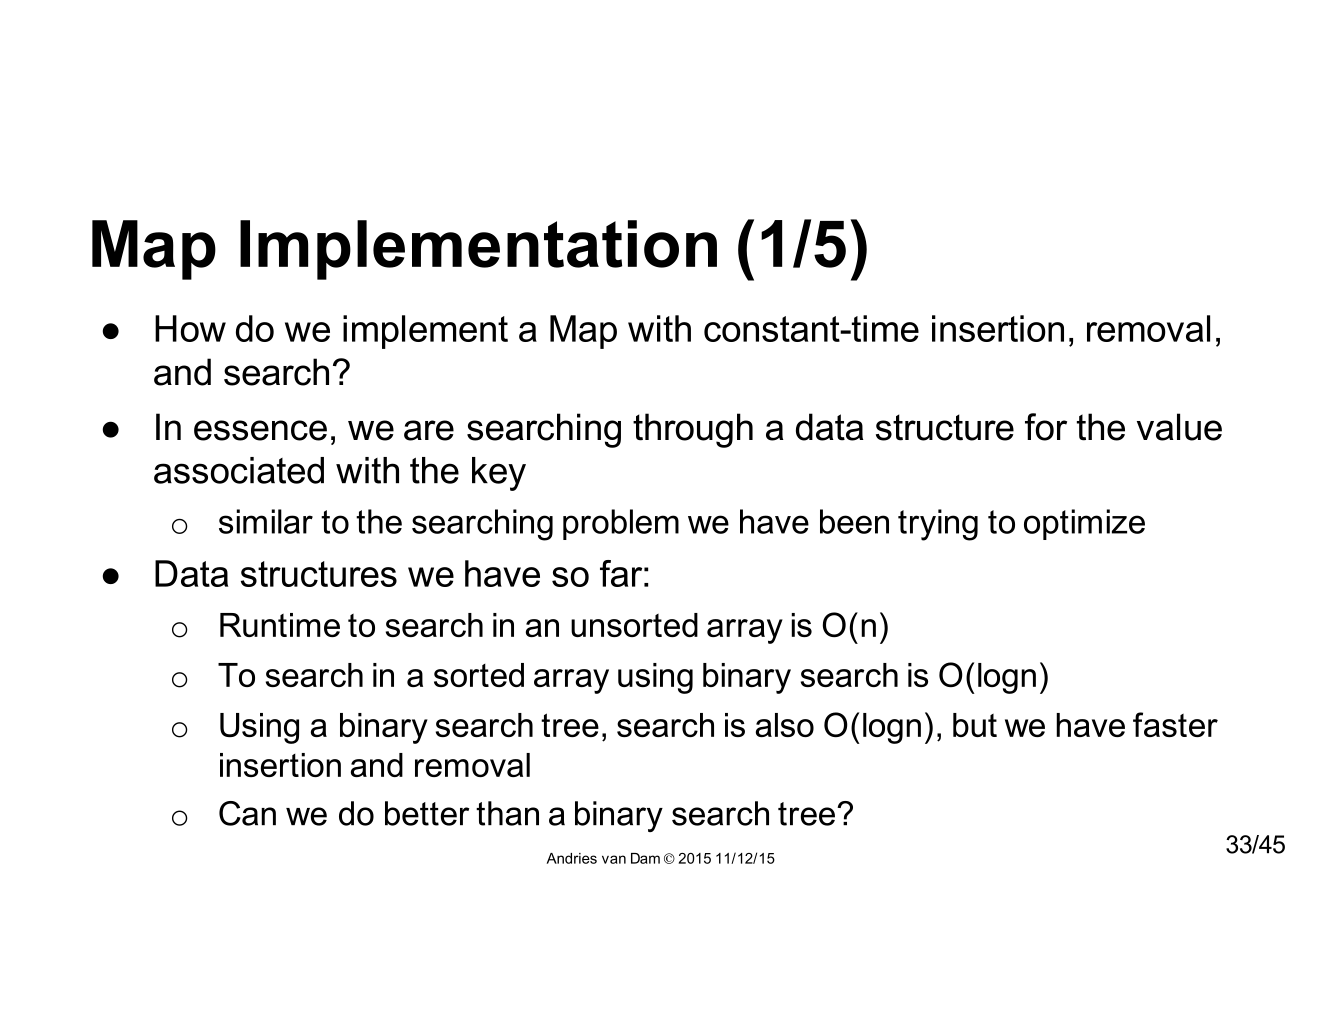 Map Implementation (1/5)
● How do we implement a Map with constant-time insertion, removal,
and search?
● In essence, we are searching through a data structure for the value
associated with the key
○ similar to the searching problem we have been trying to optimize
● Data structures we have so far:
○ Runtime to search in an unsorted array is O(n)
○ To search in a sorted array using binary search is O(logn)
○ Using a binary search tree, search is also O(logn), but we have faster
insertion and removal
○ Can we do better than a binary search tree?
33/45
Andries van Dam © 2015 11/12/15